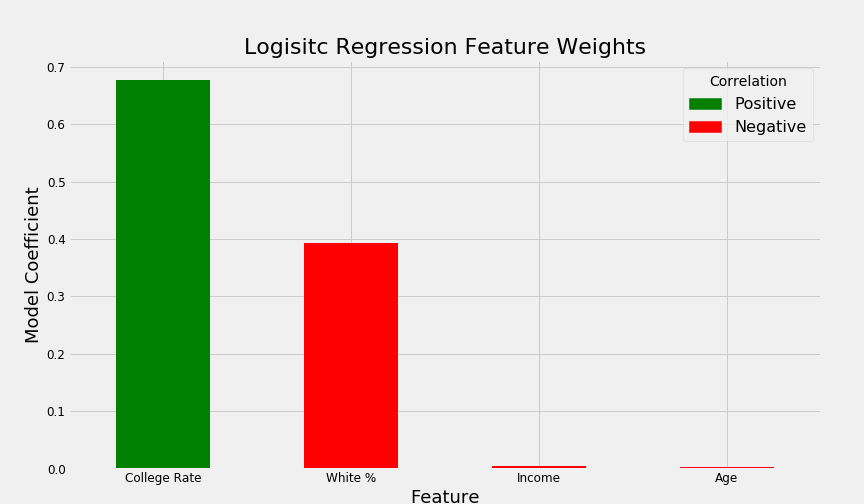 Logisitc Regression Feature Weights
Correlation
Positive
Negative
Model Coefficient
0.7
0.6
0.5
0.4
0.3
0.2
0.1
0.0
College Rate
White %
Income
Age
Feature